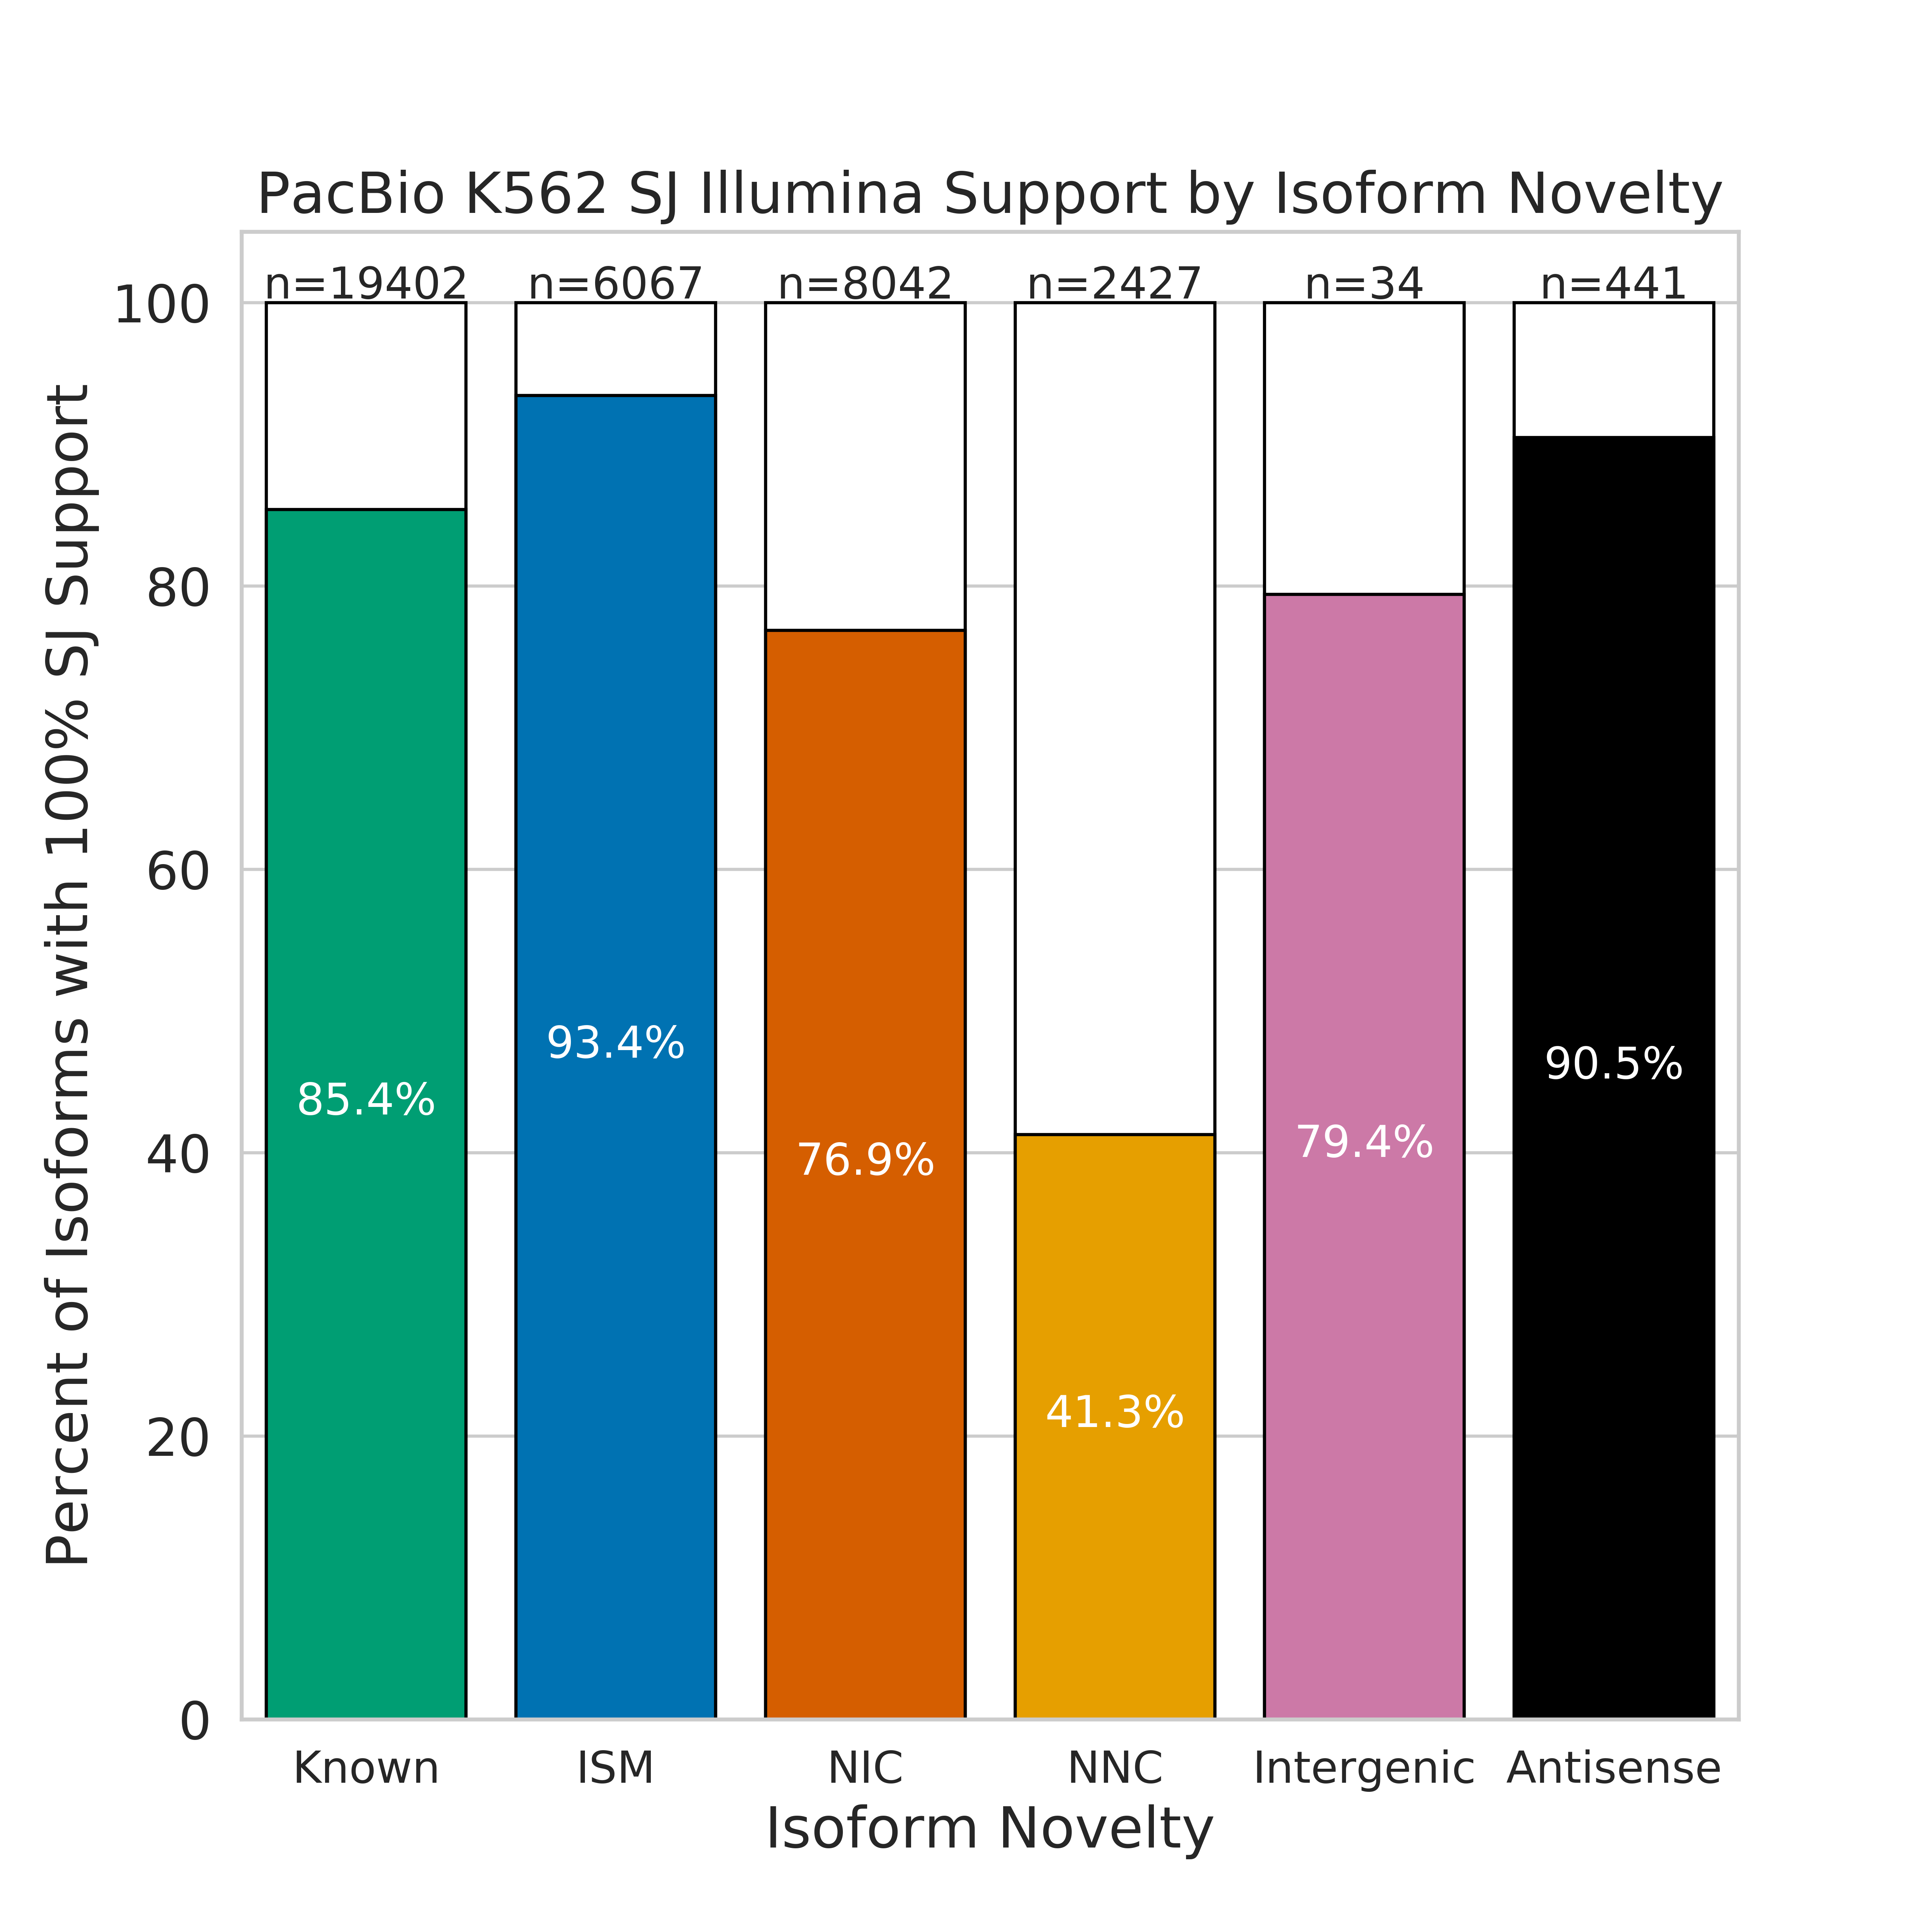 PacBio K562 SJ Illumina Support by Isoform Novelty
n=19402 n=6067 n=8042 n=2427 n=34 n=441
Percent of Isoforms with 100% SJ Support
100
80
60
40
20
0
85.4%
93.4%
76.9%
41.3%
79.4%
90.5%
Known ISM NIC NNC Intergenic Antisense
Isoform Novelty